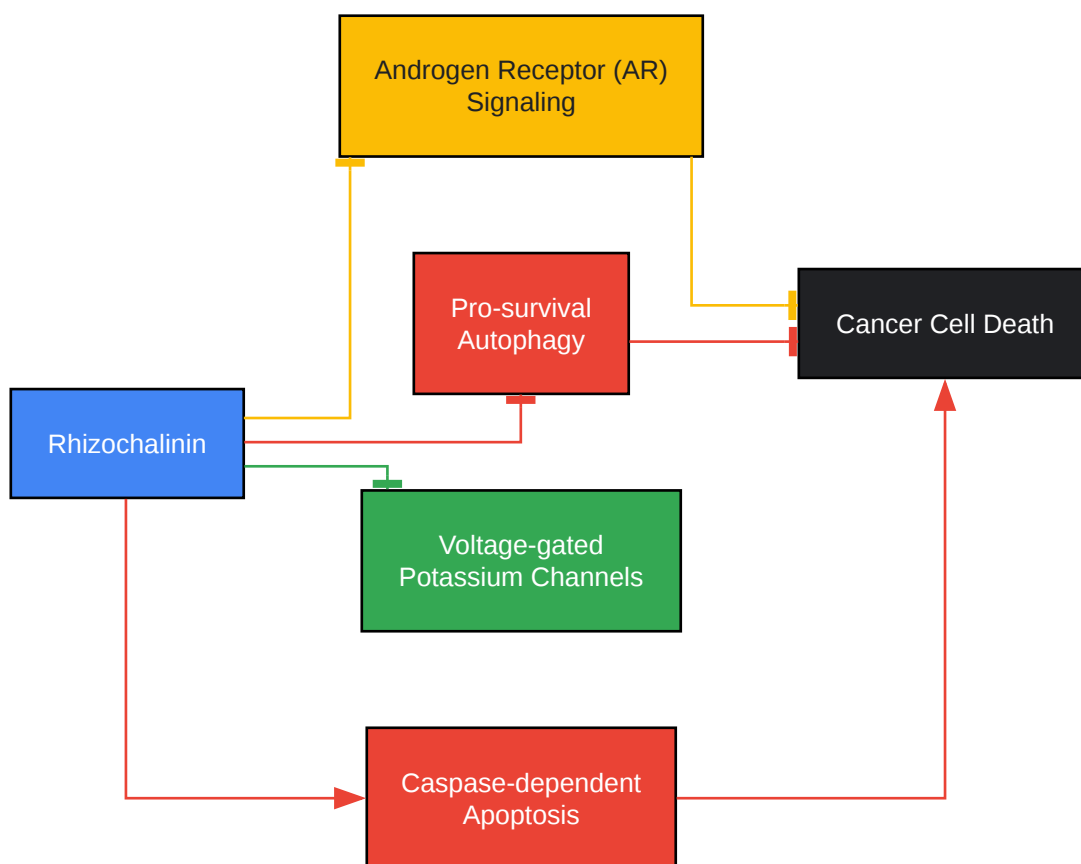 Androgen Receptor (AR)
Signaling
Pro-survival
Autophagy
Cancer Cell Death
Rhizochalinin
Voltage-gated
Potassium Channels
Caspase-dependent
Apoptosis